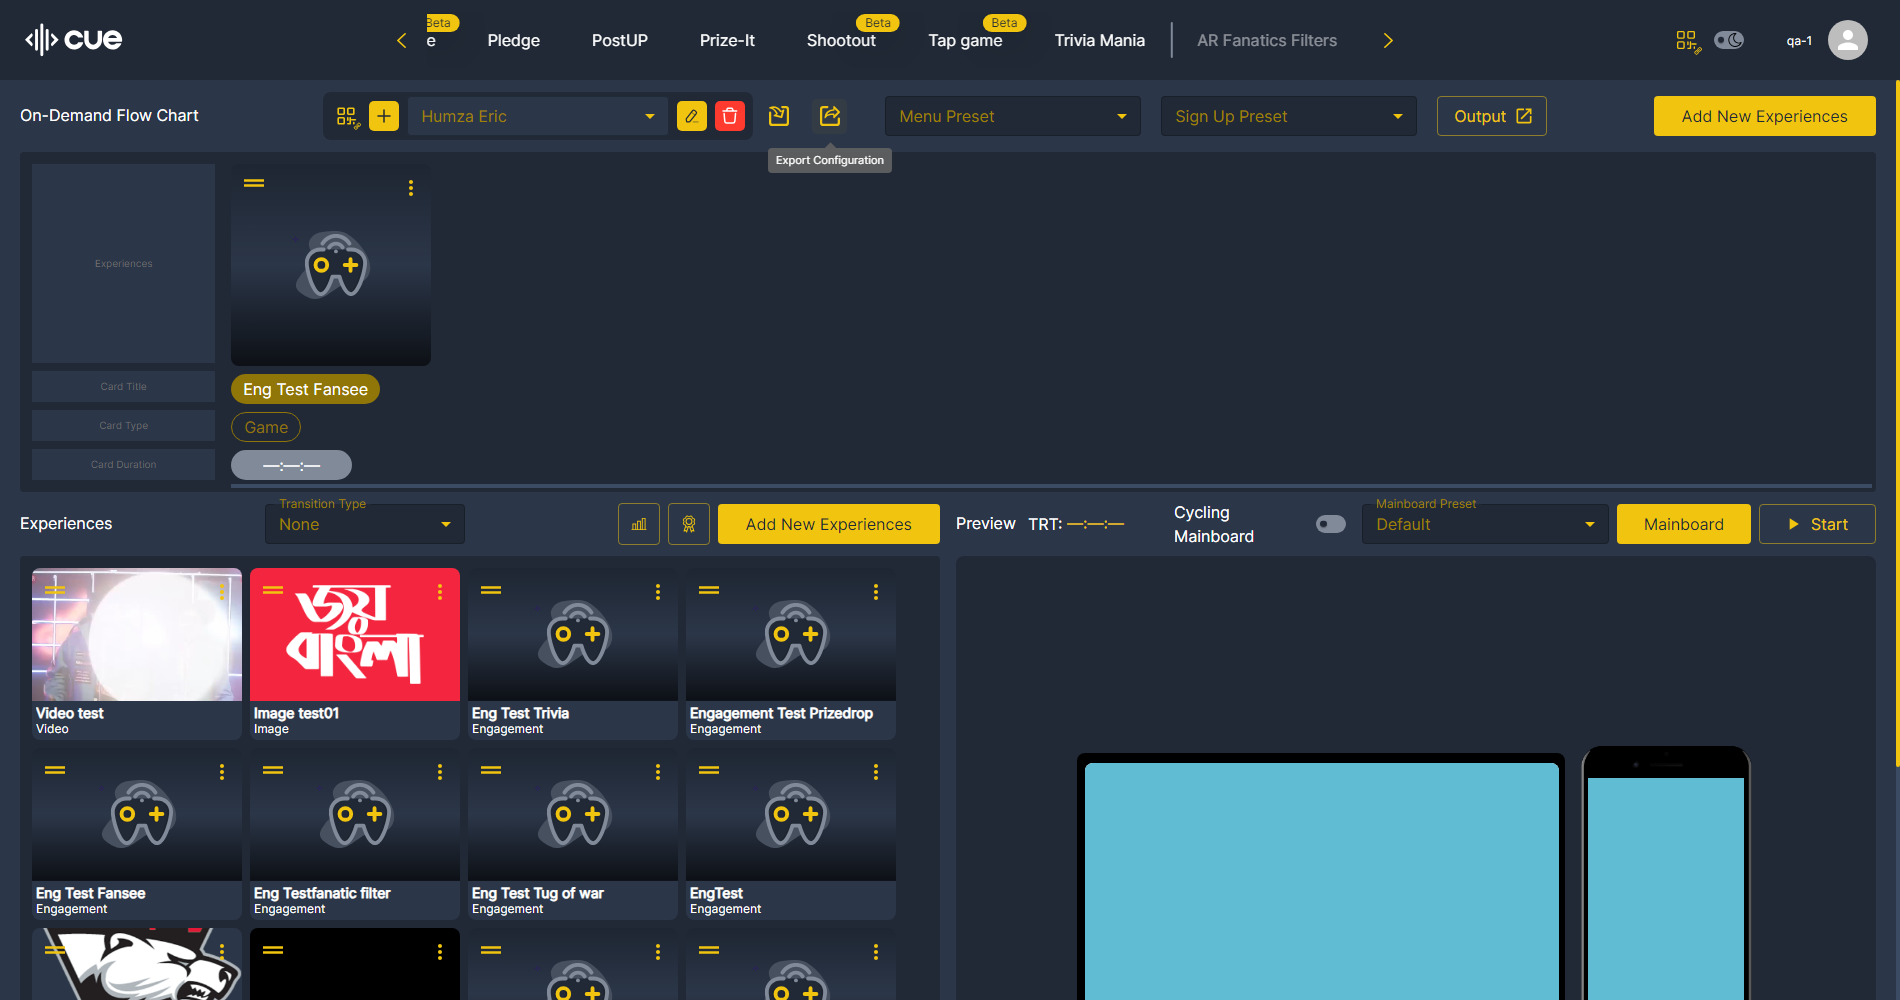 cue
Beta
e
Pledge
PostUP
Prize-It
Shootout
Beta
Tap game
Beta
Trivia Mania
AR Fanatics Filters
qa-1
On-Demand Flow Chart
Humza Eric
Menu Preset
Sign Up Preset
Output
Add New Experiences
Export Configuration
Experiences
Card Title
Eng Test Fansee
Card Type
Game
Card Duration
—:—:—
Experiences
Transition Type
None
Add New Experiences
Preview TRT: —:—:—
Cycling
Mainboard
Mainboard Preset
Default
Mainboard
Start
জয়
বাংলা
Video test
Video
Image test01
Image
Eng Test Trivia
Engagement
Engagement Test Prizedrop
Engagement
Eng Test Fansee
Engagement
Eng Testfanatic filter
Engagement
Eng Test Tug of war
Engagement
EngTest
Engagement